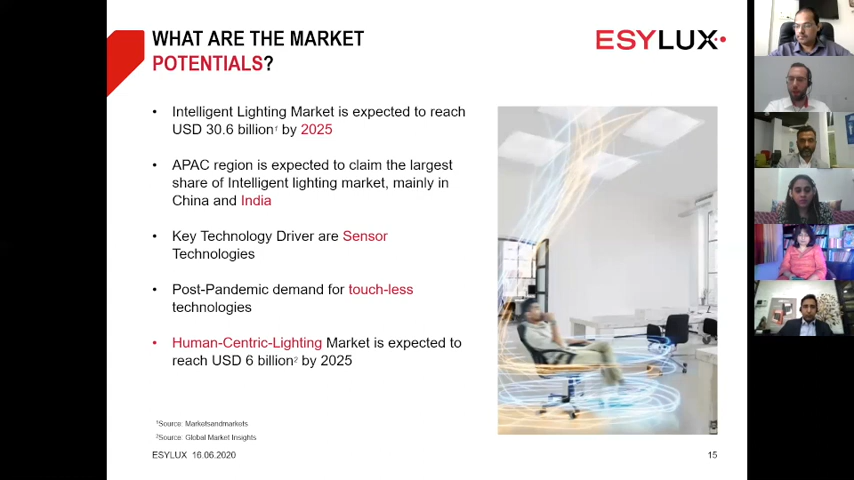 WHAT ARE THE MARKET
POTENTIALS?
ESYLUX
• Intelligent Lighting Market is expected to reach
USD 30.6 billion¹ by 2025
• APAC region is expected to claim the largest
share of Intelligent lighting market, mainly in
China and India
• Key Technology Driver are Sensor
Technologies
• Post-Pandemic demand for touch-less
technologies
• Human-Centric-Lighting Market is expected to
reach USD 6 billion² by 2025
¹Source: Marketsandmarkets
²Source: Global Market Insights
ESYLUX 16.06.2020
15